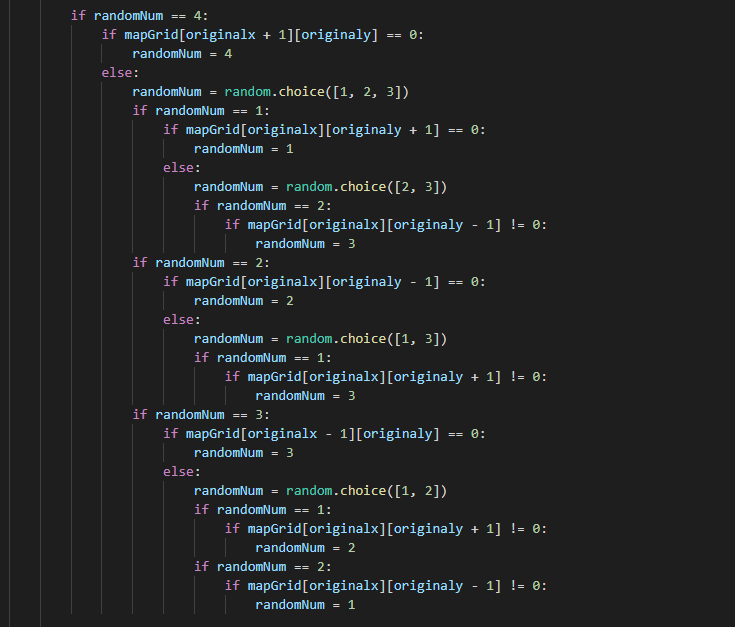 if randomNum == 4:
if mapGrid[originalx + 1][originaly] == 0:
randomNum = 4
else:
randomNum = random.choice([1, 2, 3])
if randomNum == 1:
if mapGrid[originalx][originaly + 1] == 0:
randomNum = 1
else:
randomNum = random.choice([2, 3])
if randomNum == 2:
if mapGrid[originalx][originaly - 1] != 0:
randomNum = 3
if randomNum == 2:
if mapGrid[originalx][originaly - 1] == 0:
randomNum = 2
else:
randomNum = random.choice([1, 3])
if randomNum == 1:
if mapGrid[originalx][originaly + 1] != 0:
randomNum = 3
if randomNum == 3:
if mapGrid[originalx - 1][originaly] == 0:
randomNum = 3
else:
randomNum = random.choice([1, 2])
if randomNum == 1:
if mapGrid[originalx][originaly + 1] != 0:
randomNum = 2
if randomNum == 2:
if mapGrid[originalx][originaly - 1] != 0:
randomNum = 1